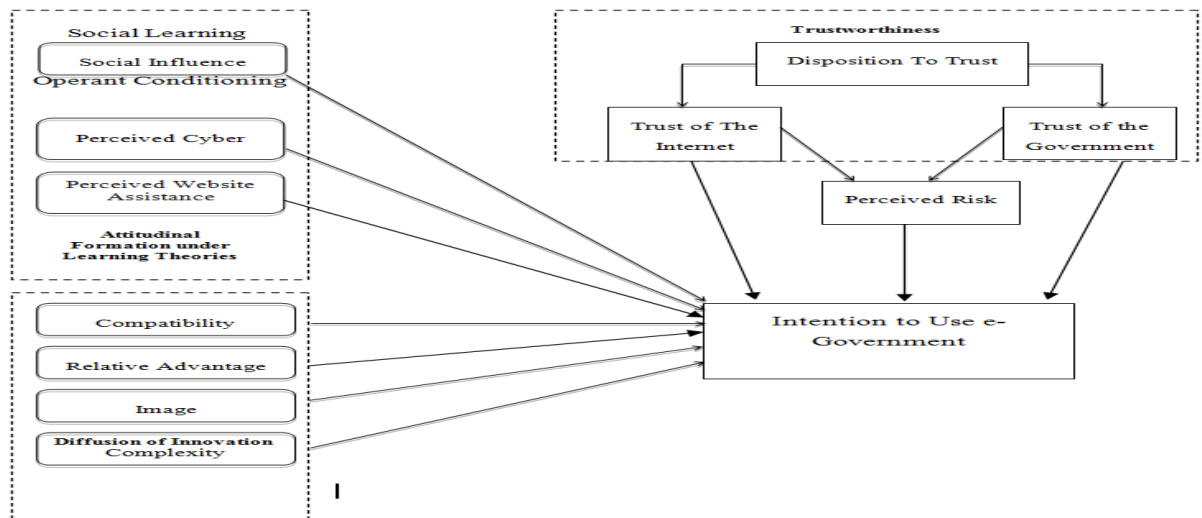 Social Learning
Social Influence
Operant Conditioning
Perceived Cyber
Perceived Website
Assistance
Attitudinal
Formation under
Learning Theories
Compatibility
Relative Advantage
Image
Diffusion of Innovation
Complexity
Trustworthiness
Disposition To Trust
Trust of The
Internet
Trust of the
Government
Perceived Risk
Intention to Use e-
Government
I